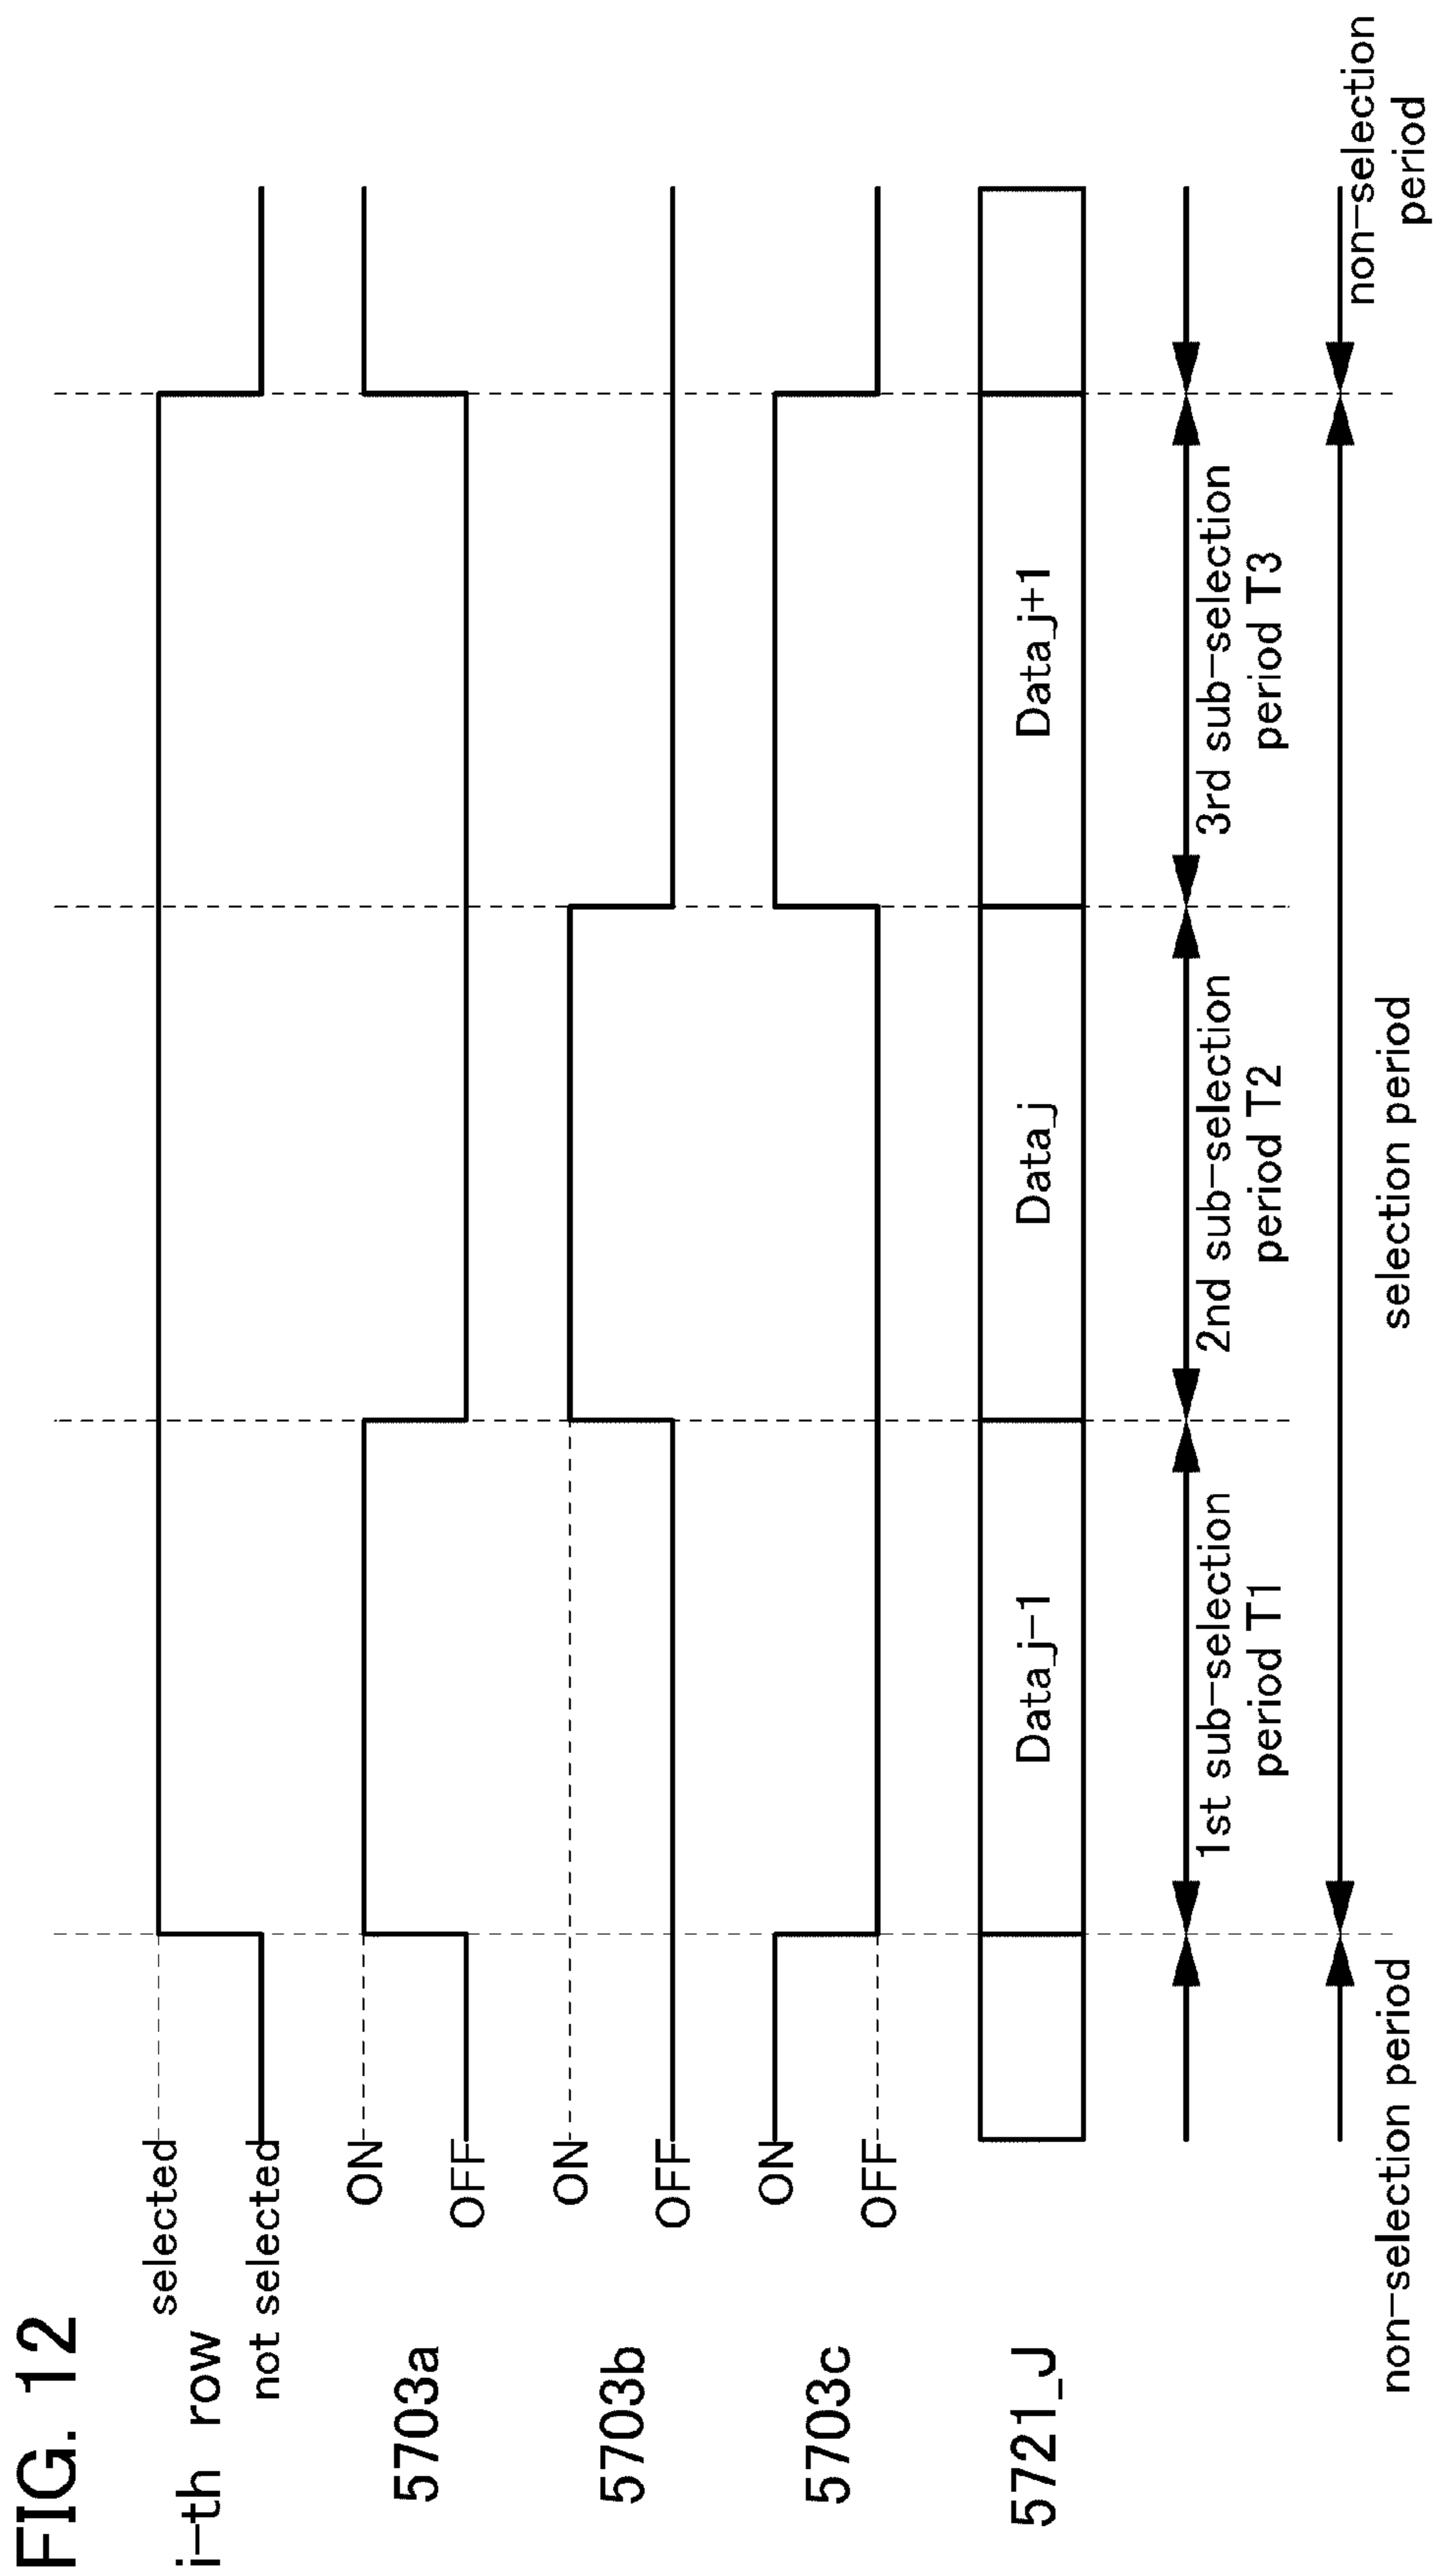 FIG. 12
selected
i-th row
not selected
ON
5703a
OFF
ON
5703b
OFF
ON
5703c
OFF
5721_J
Data_j-1
Data_j
Data_j+1
1st sub-selection
period T1
2nd sub-selection
period T2
3rd sub-selection
period T3
non-selection period
selection period
non-selection
period